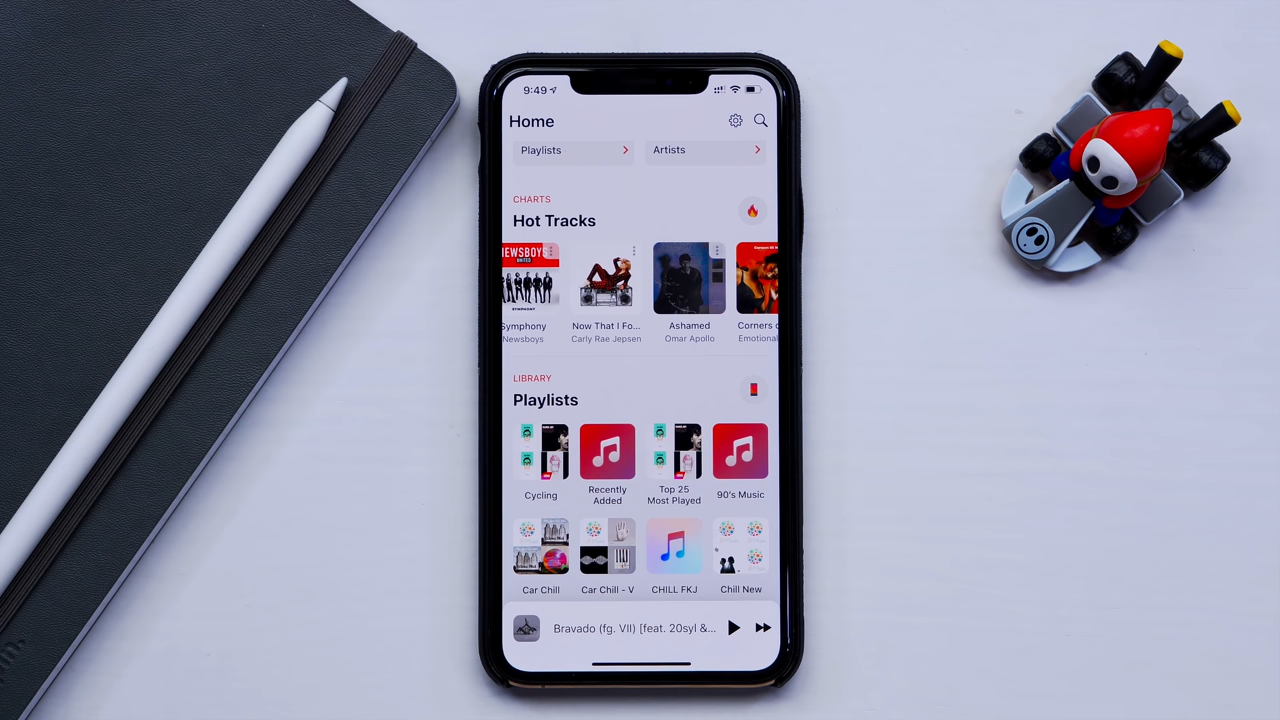 9:49
Home
Playlists
Artists
CHARTS
Hot Tracks
NEWSBOYS
UNITED
SYMPHONY
Symphony
Newsboys
Now That I Fo...
Carly Rae Jepsen
Ashamed
Omar Apollo
Corners o
Emotional
LIBRARY
Playlists
Cycling
Recently
Added
Top 25
Most Played
90's Music
Car Chill
Car Chill - V
CHILL FKJ
Chill New
Bravado (fg. VII) [feat. 20syl &...